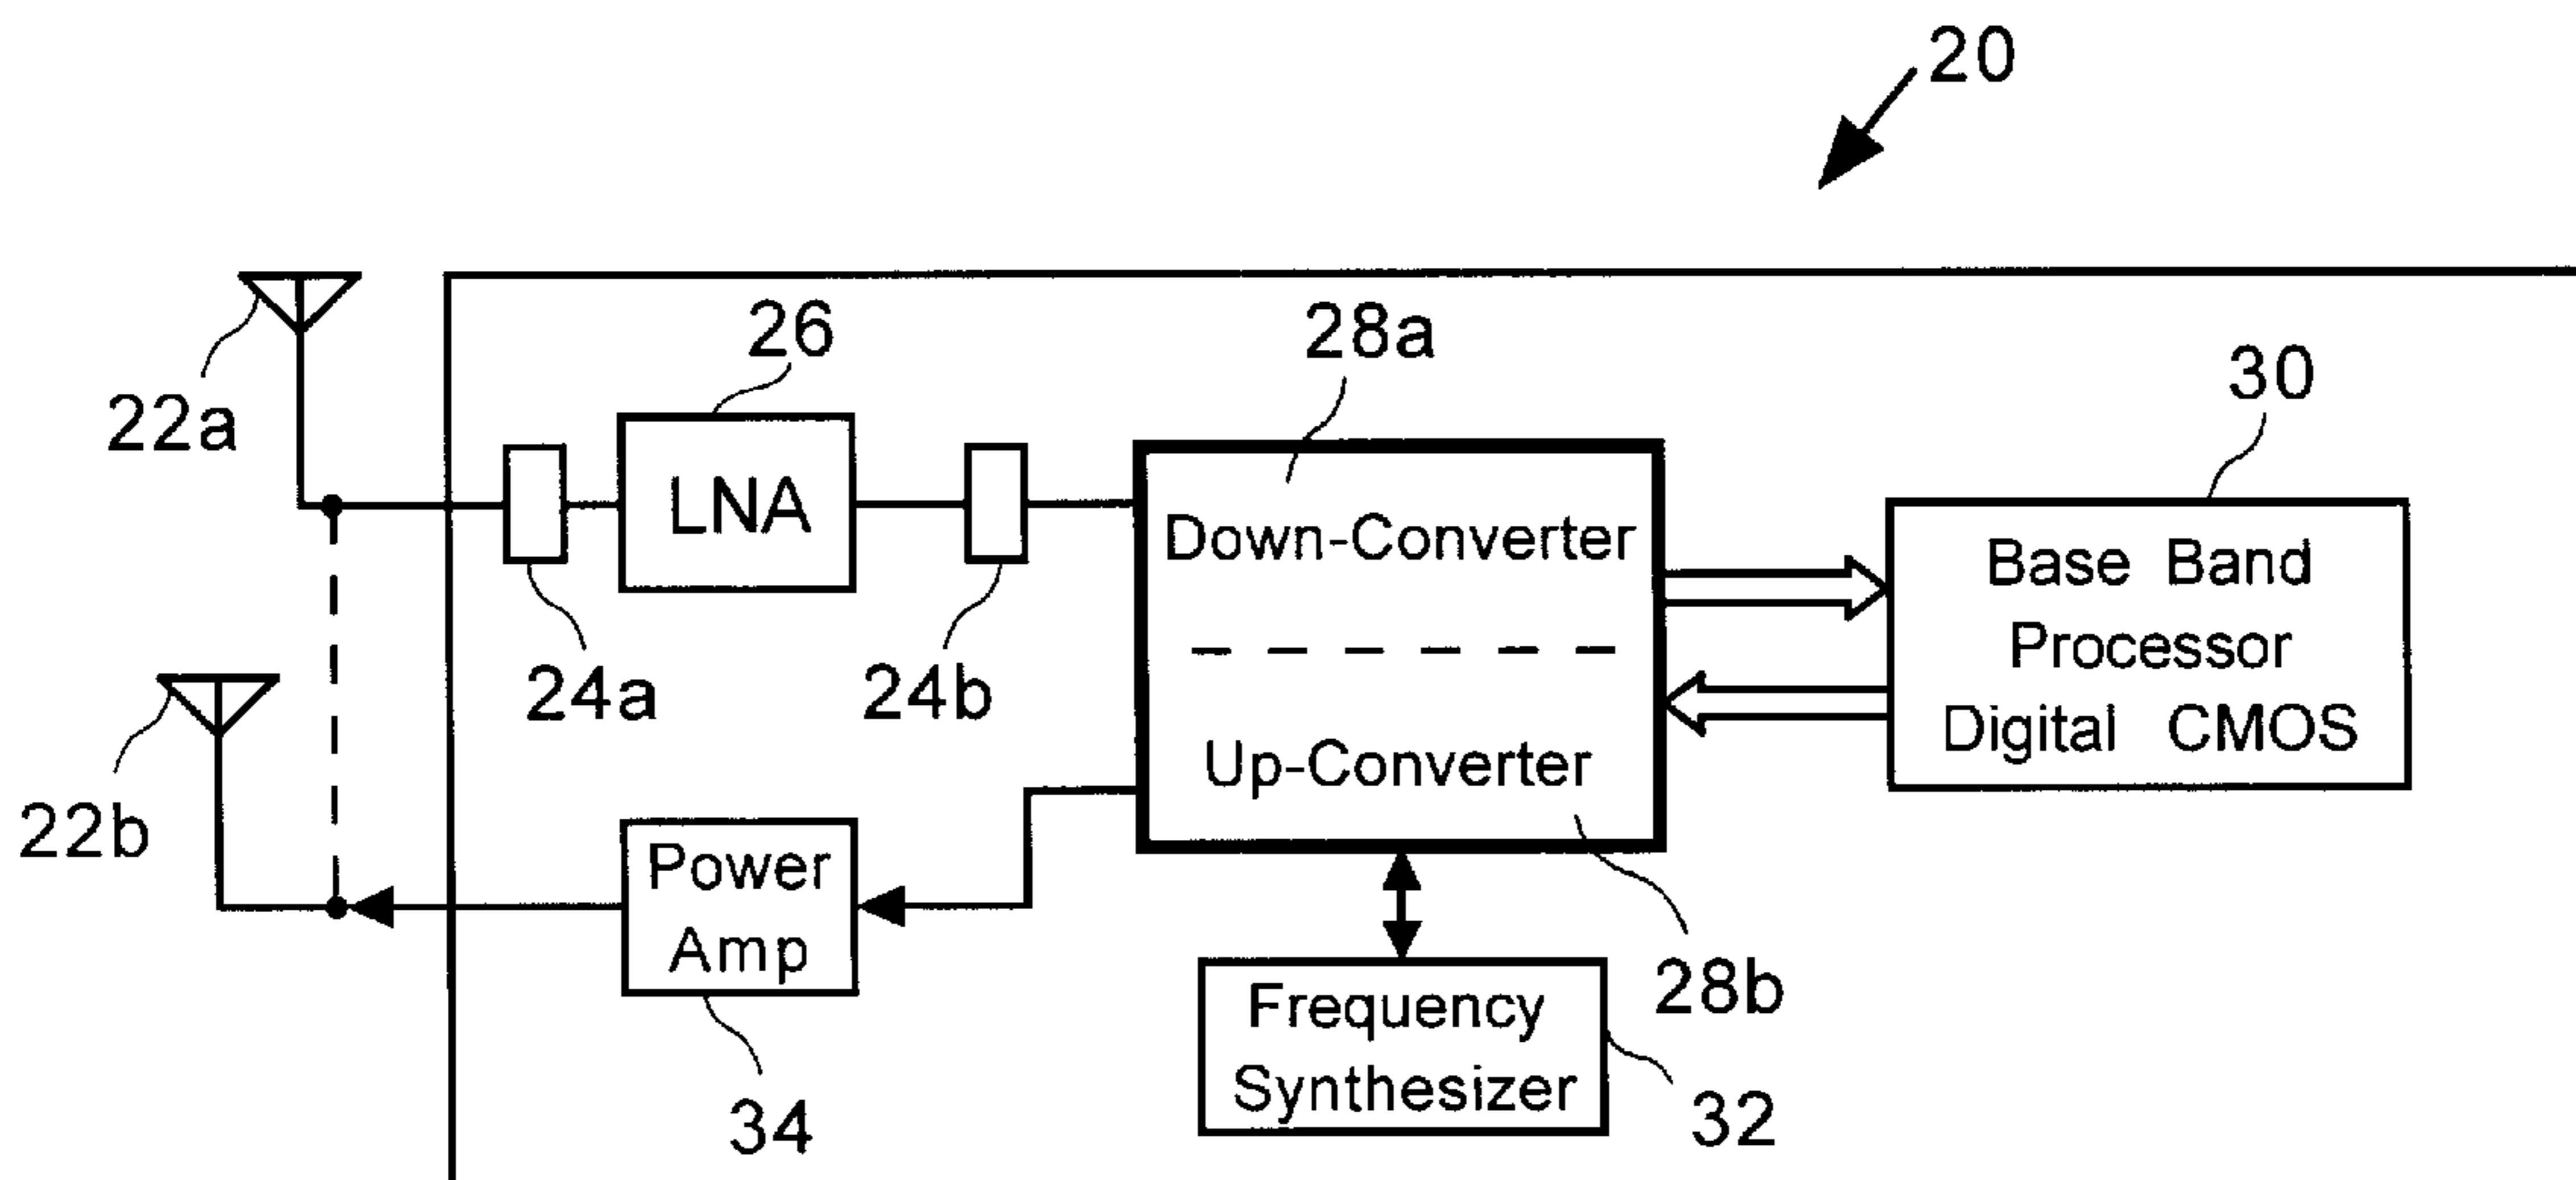 20
22a
26
28a
30
LNA
Down-Converter
Base Band
Processor
Digital CMOS
24a
24b
22b
Up-Converter
Power
Amp
28b
Frequency
Synthesizer
34
32